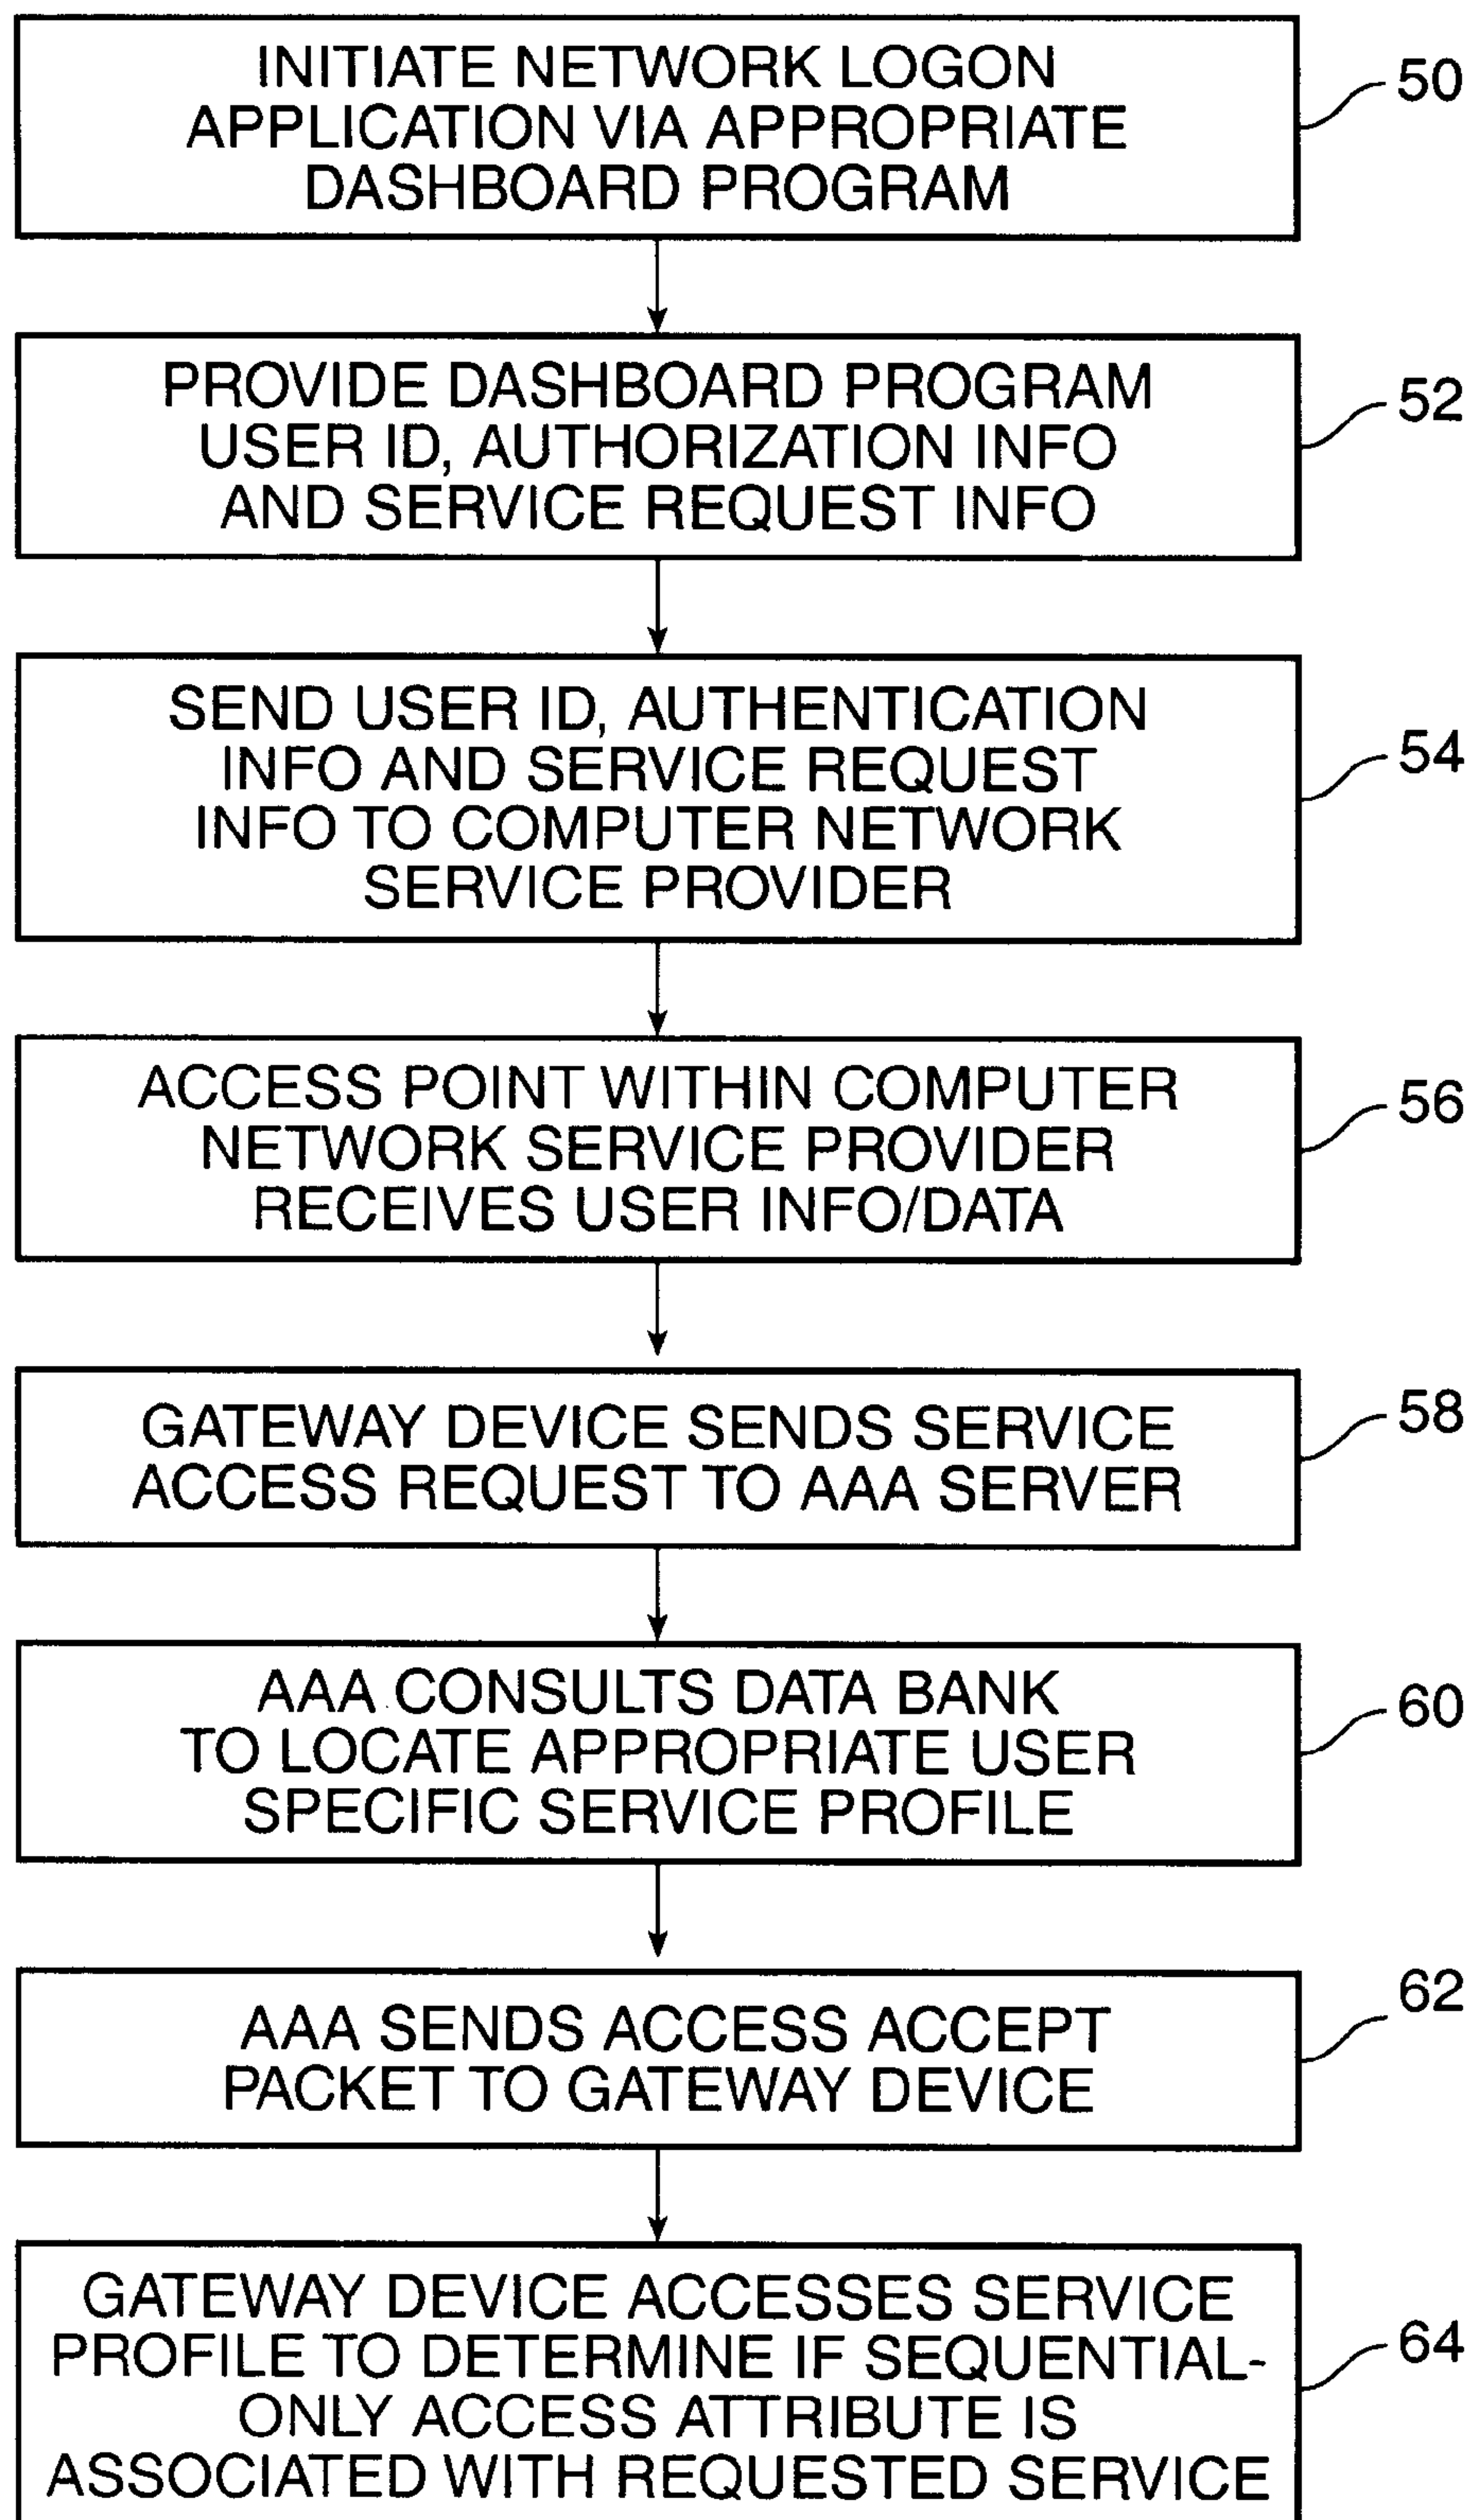 INITIATE NETWORK LOGON
APPLICATION VIA APPROPRIATE
DASHBOARD PROGRAM
50
PROVIDE DASHBOARD PROGRAM
USER ID, AUTHORIZATION INFO
AND SERVICE REQUEST INFO
52
SEND USER ID, AUTHENTICATION
INFO AND SERVICE REQUEST
INFO TO COMPUTER NETWORK
SERVICE PROVIDER
54
ACCESS POINT WITHIN COMPUTER
NETWORK SERVICE PROVIDER
RECEIVES USER INFO/DATA
56
GATEWAY DEVICE SENDS SERVICE
ACCESS REQUEST TO AAA SERVER
58
AAA CONSULTS DATA BANK
TO LOCATE APPROPRIATE USER
SPECIFIC SERVICE PROFILE
60
AAA SENDS ACCESS ACCEPT
PACKET TO GATEWAY DEVICE
62
GATEWAY DEVICE ACCESSES SERVICE
PROFILE TO DETERMINE IF SEQUENTIAL-
ONLY ACCESS ATTRIBUTE IS
ASSOCIATED WITH REQUESTED SERVICE
64